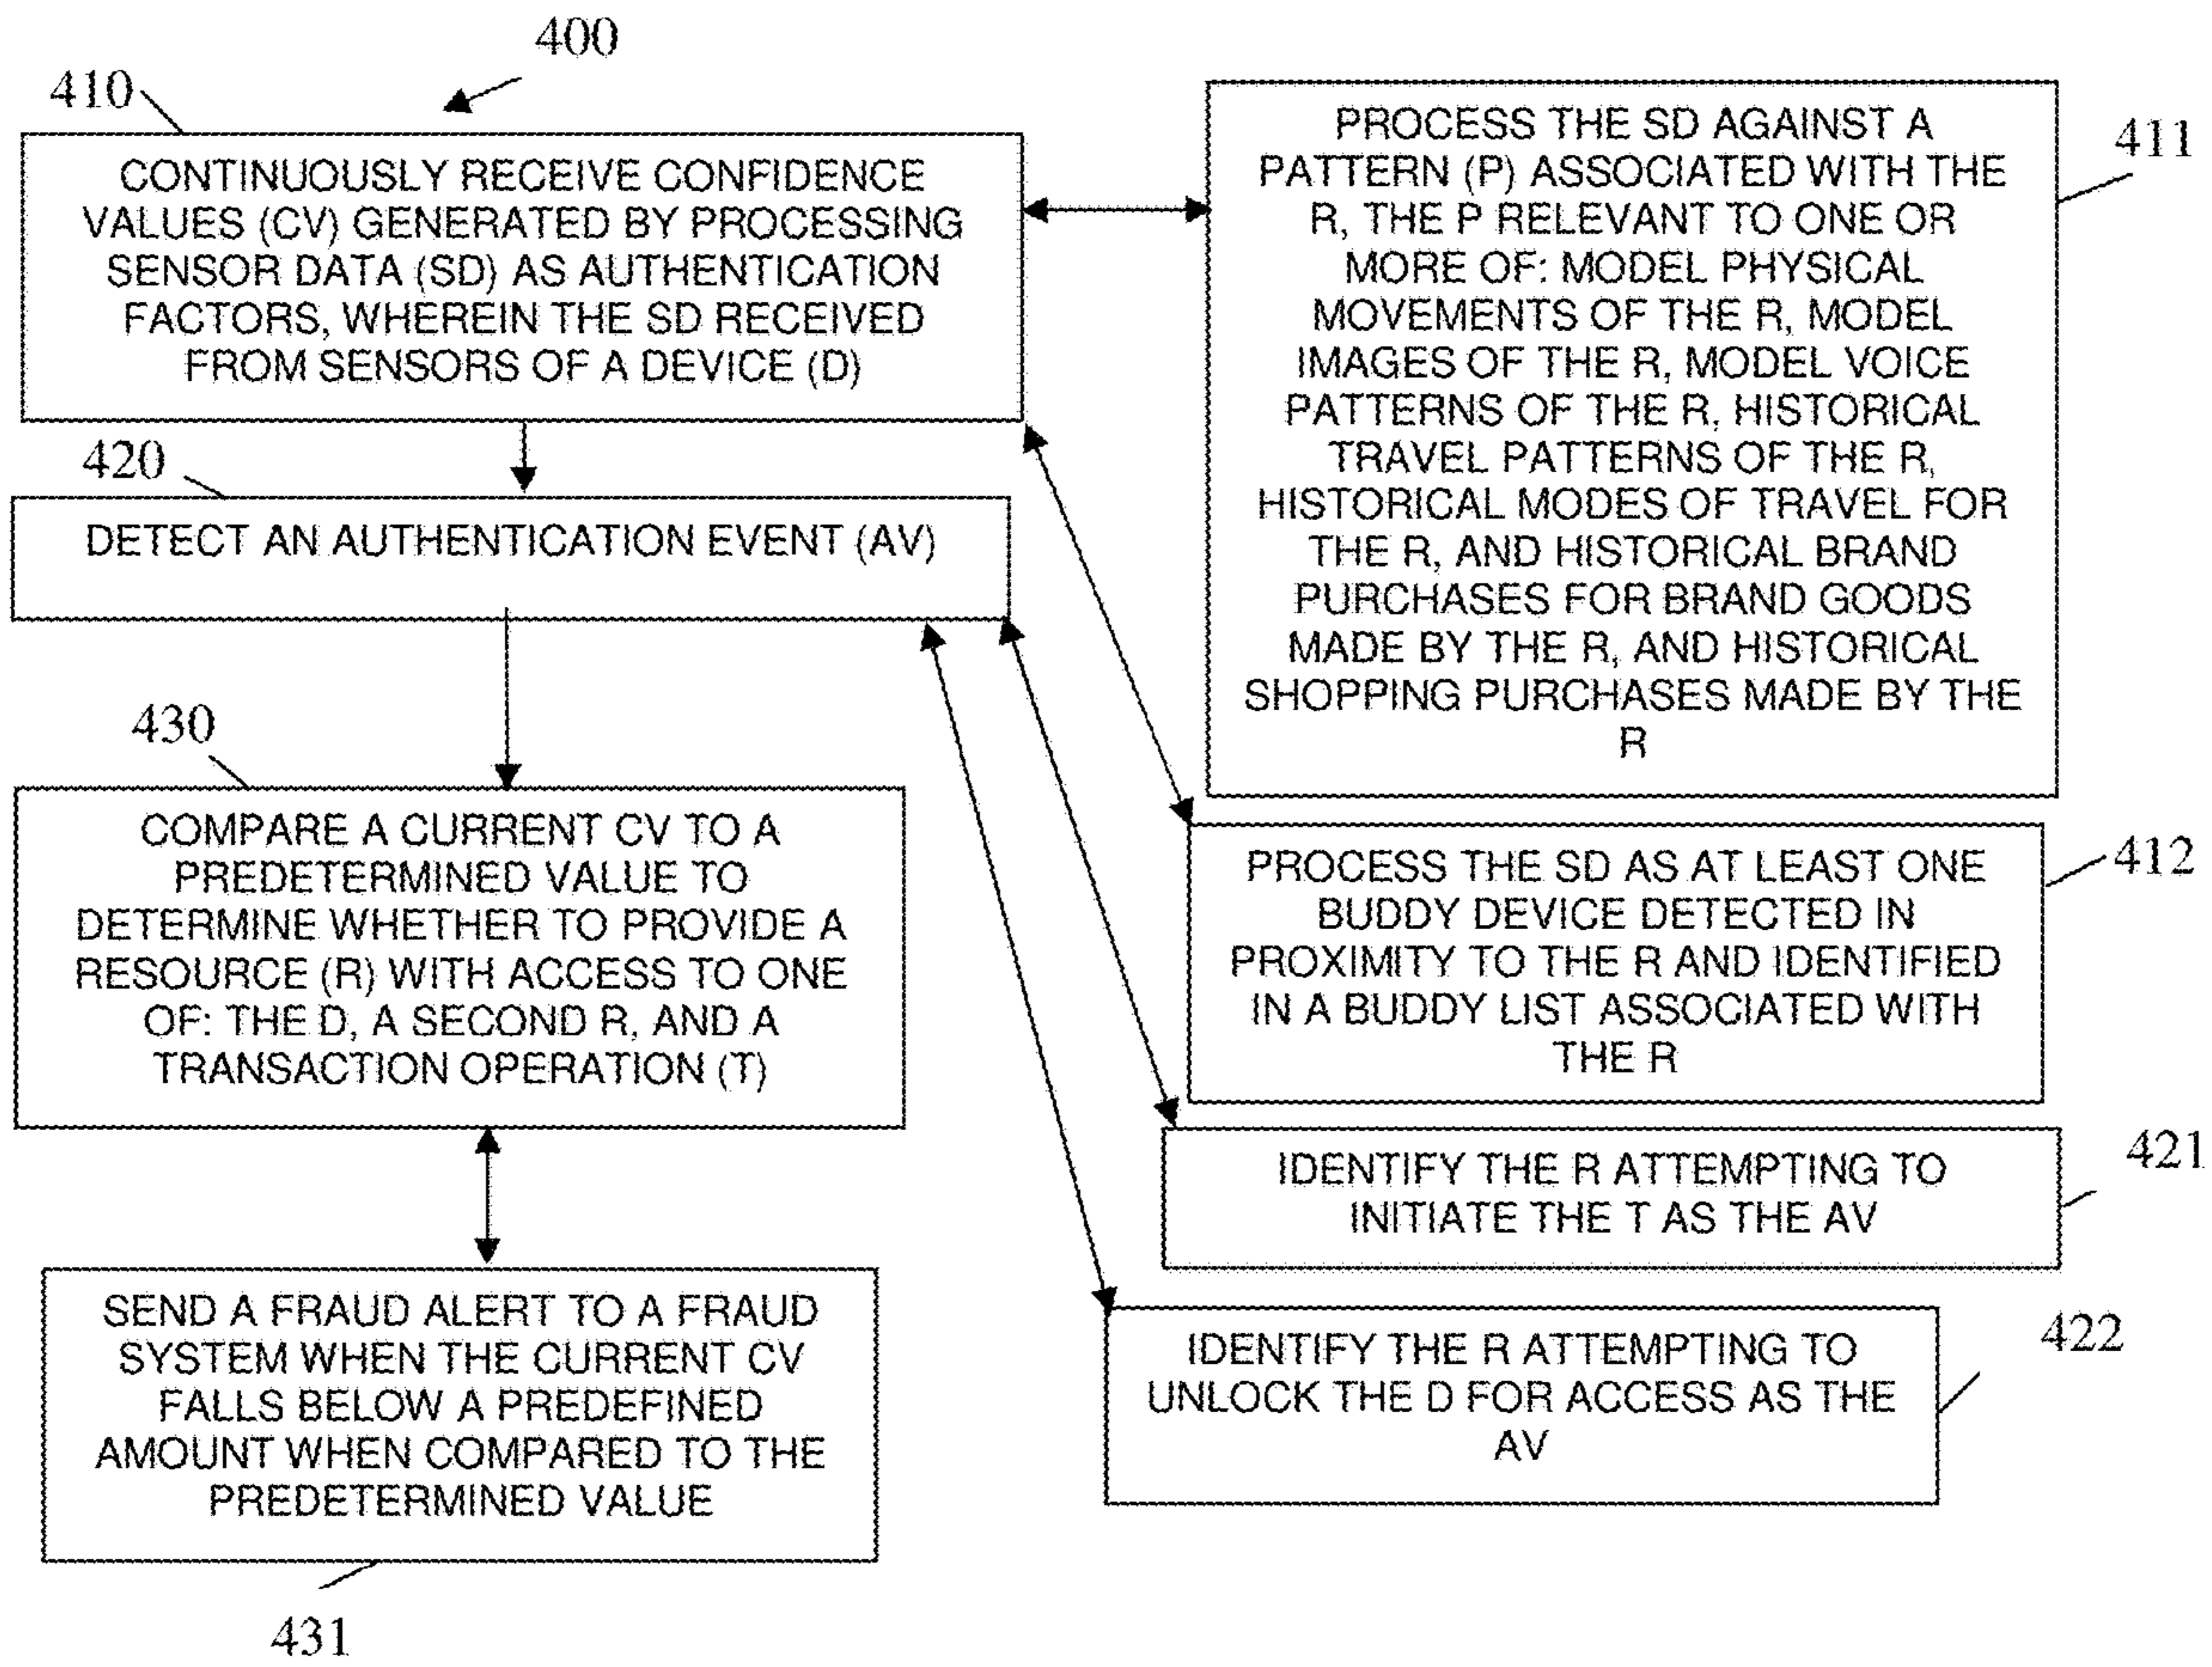 400
410
CONTINUOUSLY RECEIVE CONFIDENCE
VALUES (CV) GENERATED BY PROCESSING
SENSOR DATA (SD) AS AUTHENTICATION
FACTORS, WHEREIN THE SD RECEIVED
FROM SENSORS OF A DEVICE (D)
411
PROCESS THE SD AGAINST A
PATTERN (P) ASSOCIATED WITH THE
R, THE P RELEVANT TO ONE OR
MORE OF: MODEL PHYSICAL
MOVEMENTS OF THE R, MODEL
IMAGES OF THE R, MODEL VOICE
PATTERNS OF THE R, HISTORICAL
TRAVEL PATTERNS OF THE R,
HISTORICAL MODES OF TRAVEL FOR
THE R, AND HISTORICAL BRAND
PURCHASES FOR BRAND GOODS
MADE BY THE R, AND HISTORICAL
SHOPPING PURCHASES MADE BY THE
R
420
DETECT AN AUTHENTICATION EVENT (AV)
430
COMPARE A CURRENT CV TO A
PREDETERMINED VALUE TO
DETERMINE WHETHER TO PROVIDE A
RESOURCE (R) WITH ACCESS TO ONE
OF: THE D, A SECOND R, AND A
TRANSACTION OPERATION (T)
412
PROCESS THE SD AS AT LEAST ONE
BUDDY DEVICE DETECTED IN
PROXIMITY TO THE R AND IDENTIFIED
IN A BUDDY LIST ASSOCIATED WITH
THE R
421
IDENTIFY THE R ATTEMPTING TO
INITIATE THE T AS THE AV
422
IDENTIFY THE R ATTEMPTING TO
UNLOCK THE D FOR ACCESS AS THE
AV
SEND A FRAUD ALERT TO A FRAUD
SYSTEM WHEN THE CURRENT CV
FALLS BELOW A PREDEFINED
AMOUNT WHEN COMPARED TO THE
PREDETERMINED VALUE
431